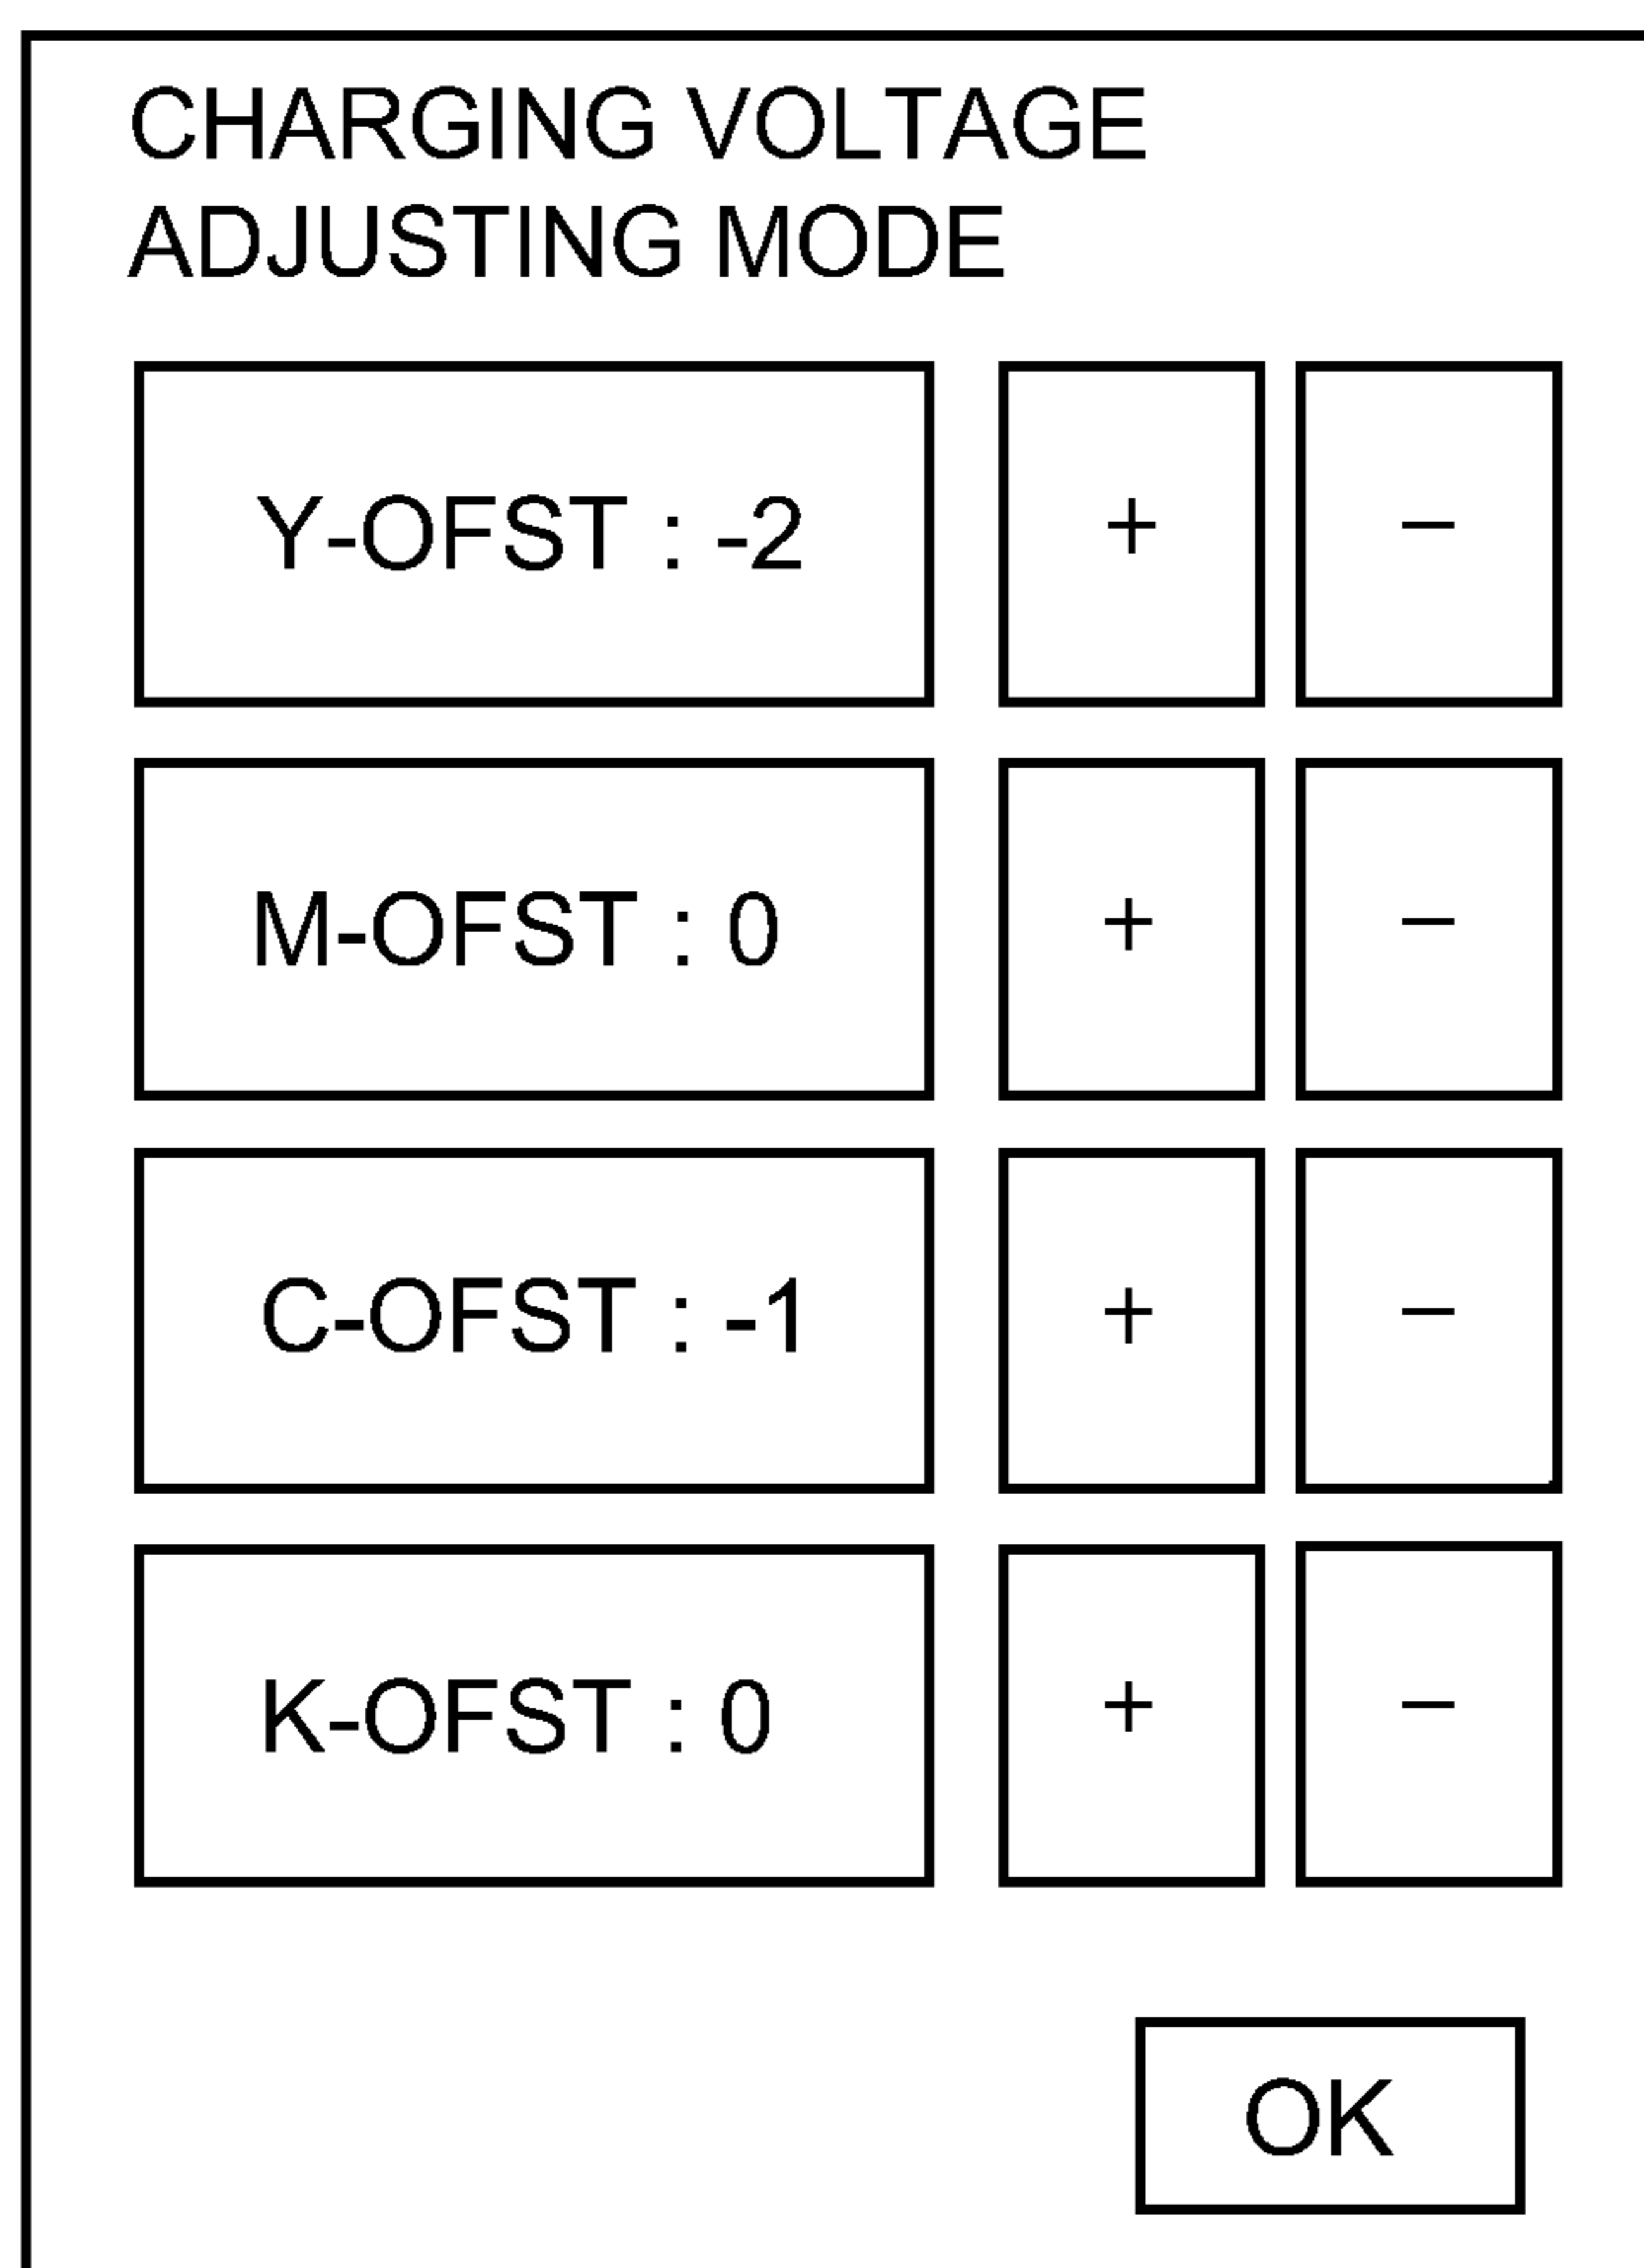 CHARGING VOLTAGE
ADJUSTING MODE
Y-OFST : -2 + −
M-OFST : 0 + −
C-OFST : -1 + −
K-OFST : 0 + −
OK